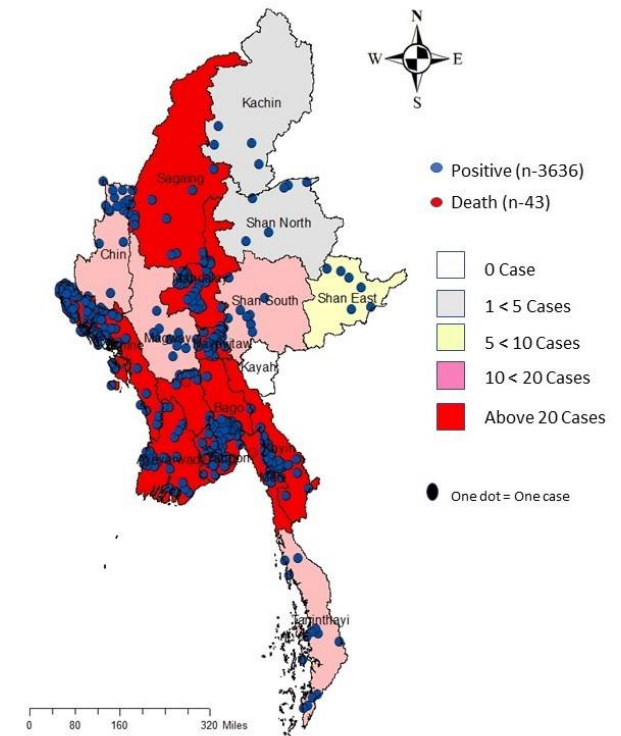 N
W E
S
Kachin
Positive (n-3636)
Sagaing
Death (n-43)
Shan North
Chin
0 Case
Shan South
Shan East
1 < 5 Cases
5 < 10 Cases
Kayah
10 < 20 Cases
Bago
Above 20 Cases
One dot = One case
Taninthayi
0 80 160 320 Miles